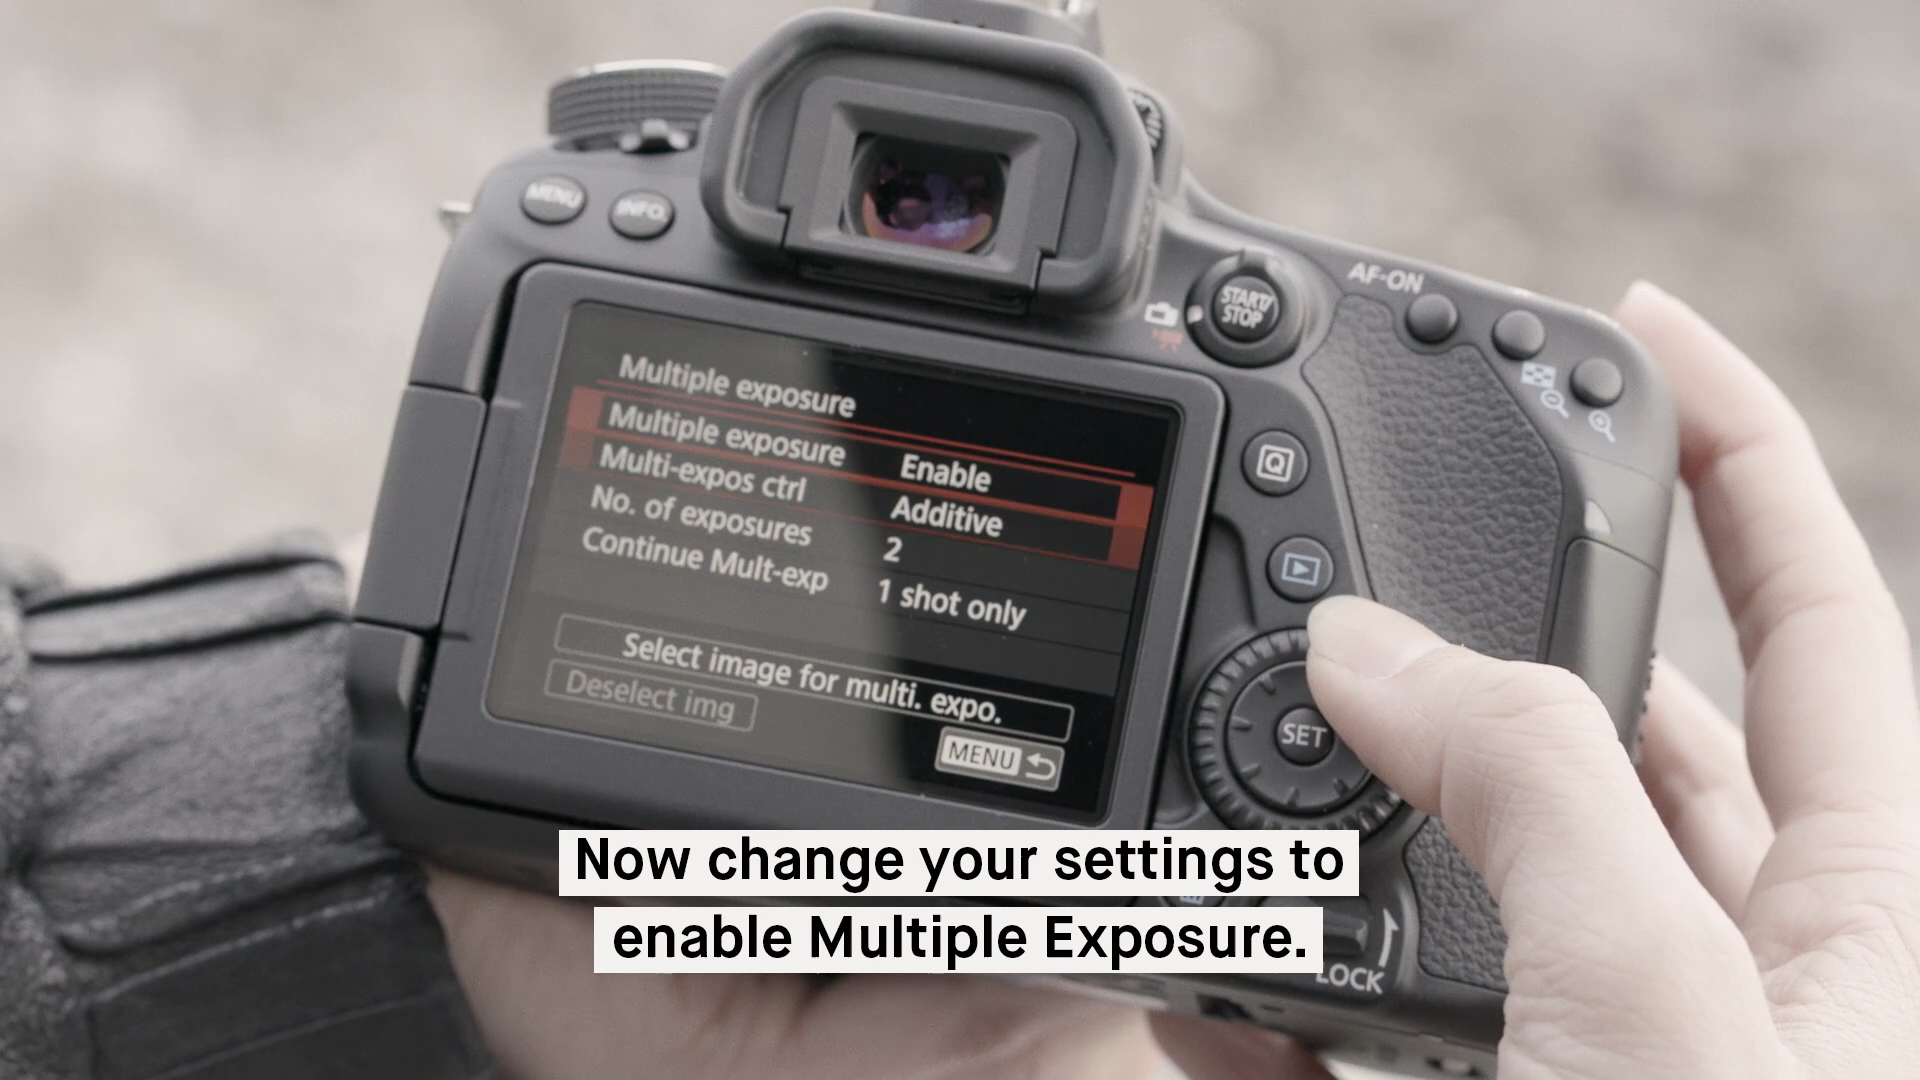 MENU
INFO.
START/
STOP
AF-ON
Multiple exposure
Multiple exposure Enable
Multi-expos ctrl Additive
No. of exposures 2
Continue Mult-exp 1 shot only
Select image for multi. expo.
Deselect img
MENU
Q
SET
Now change your settings to
enable Multiple Exposure.
LOCK